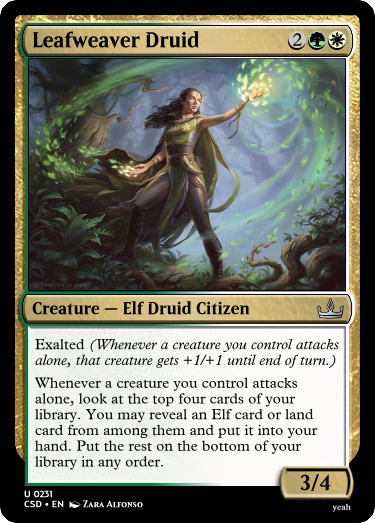 Leafweaver Druid 2
Creature — Elf Druid Citizen
Exalted (Whenever a creature you control attacks
alone, that creature gets +1/+1 until end of turn.)
Whenever a creature you control attacks
alone, look at the top four cards of your
library. You may reveal an Elf card or land
card from among them and put it into your
hand. Put the rest on the bottom of your
library in any order.
3/4
U 0231
CSD • EN Zara Alfonso
yeah